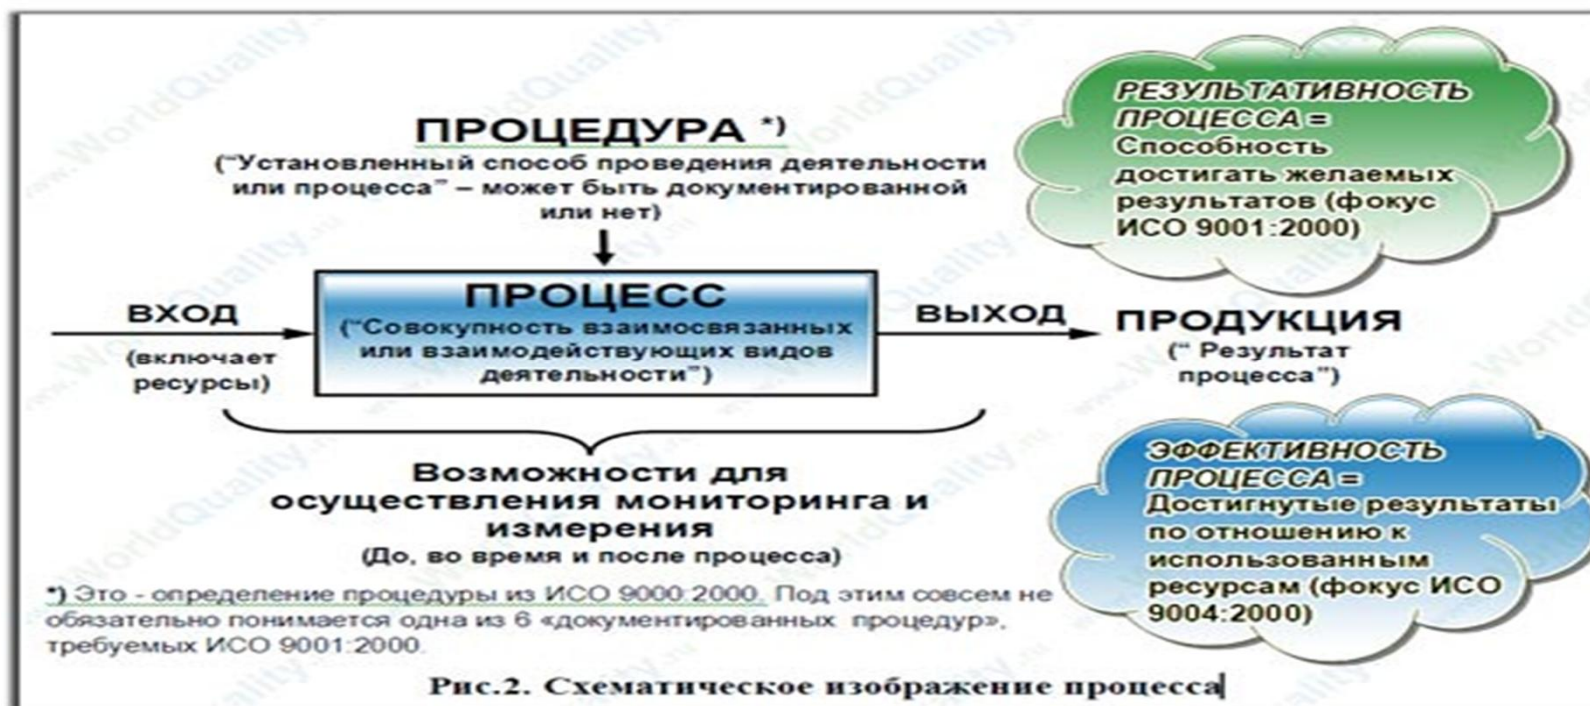 ПРОЦЕДУРА *)
("Установленный способ проведения деятельности
или процесса" – может быть документированной
или нет)
РЕЗУЛЬТАТИВНОСТЬ
ПРОЦЕССА =
Способность
достигать желаемых
результатов (фокус
ИСО 9001:2000)
ВХОД
(включает
ресурсы)
ПРОЦЕСС
("Совокупность взаимосвязанных
или взаимодействующих видов
деятельности")
ВЫХОД
ПРОДУКЦИЯ
(" Результат
процесса")
Возможности для
осуществления мониторинга и
измерения
(До, во время и после процесса)
ЭФФЕКТИВНОСТЬ
ПРОЦЕССА =
Достигнутые результаты
по отношению к
использованным
ресурсам (фокус ИСО
9004:2000)
*) Это - определение процедуры из ИСО 9000:2000. Под этим совсем не
обязательно понимается одна из 6 «документированных процедур»,
требуемых ИСО 9001:2000.
Рис.2. Схематическое изображение процесса
www.WorldQuality.ru